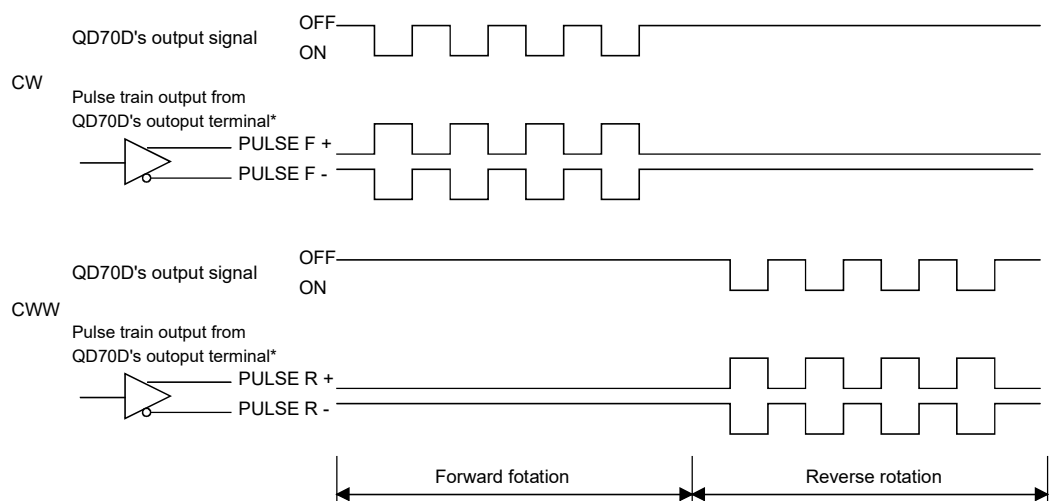 OFF
QD70D's output signal
ON
CW
Pulse train output from
QD70D's outoput terminal*
PULSE F +
PULSE F -
OFF
QD70D's output signal
ON
CWW
Pulse train output from
QD70D's outoput terminal*
PULSE R +
PULSE R -
Forward fotation
Reverse rotation